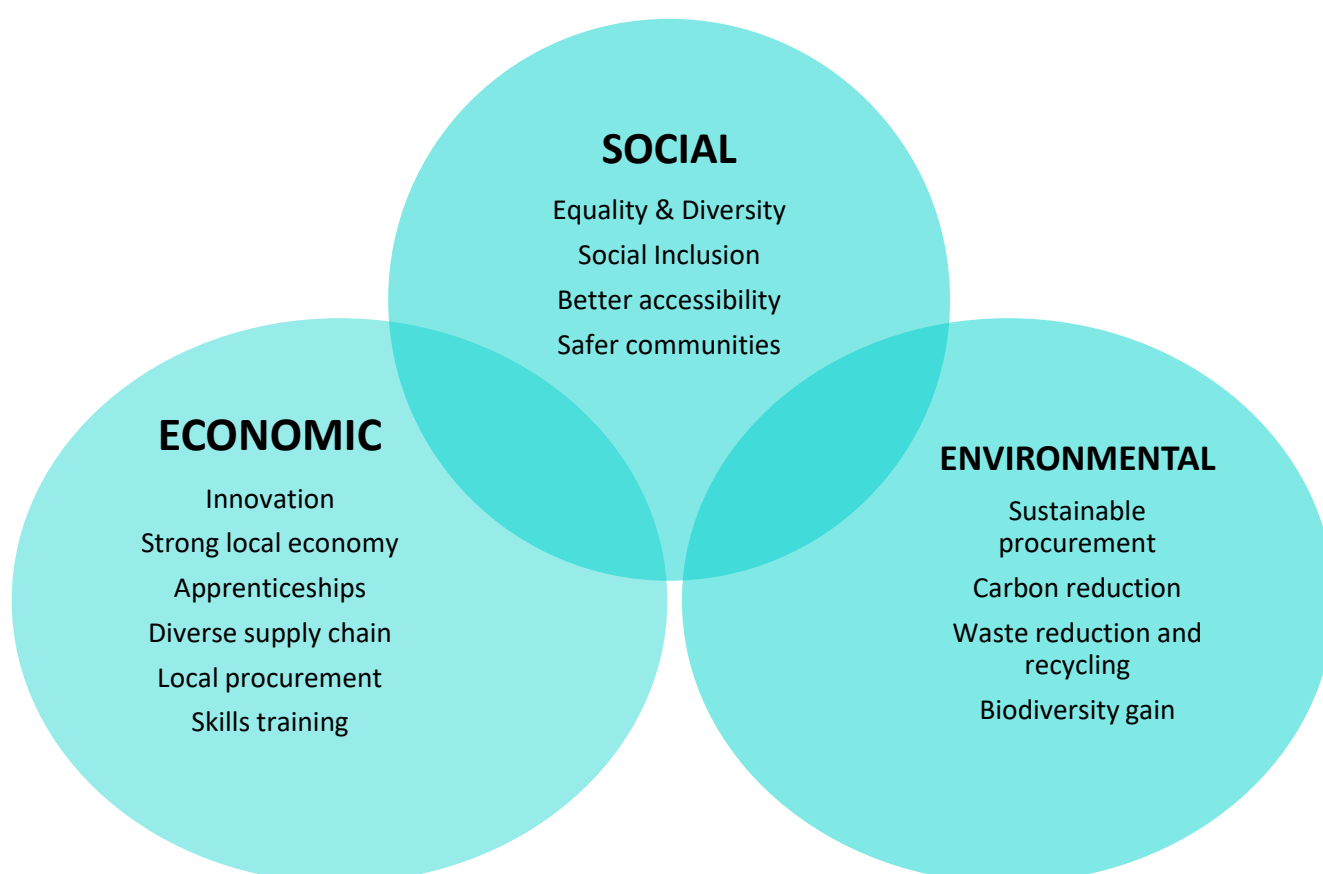 SOCIAL
Equality & Diversity
Social Inclusion
Better accessibility
Safer communities
ECONOMIC
Innovation
Strong local economy
Apprenticeships
Diverse supply chain
Local procurement
Skills training
ENVIRONMENTAL
Sustainable
procurement
Carbon reduction
Waste reduction and
recycling
Biodiversity gain